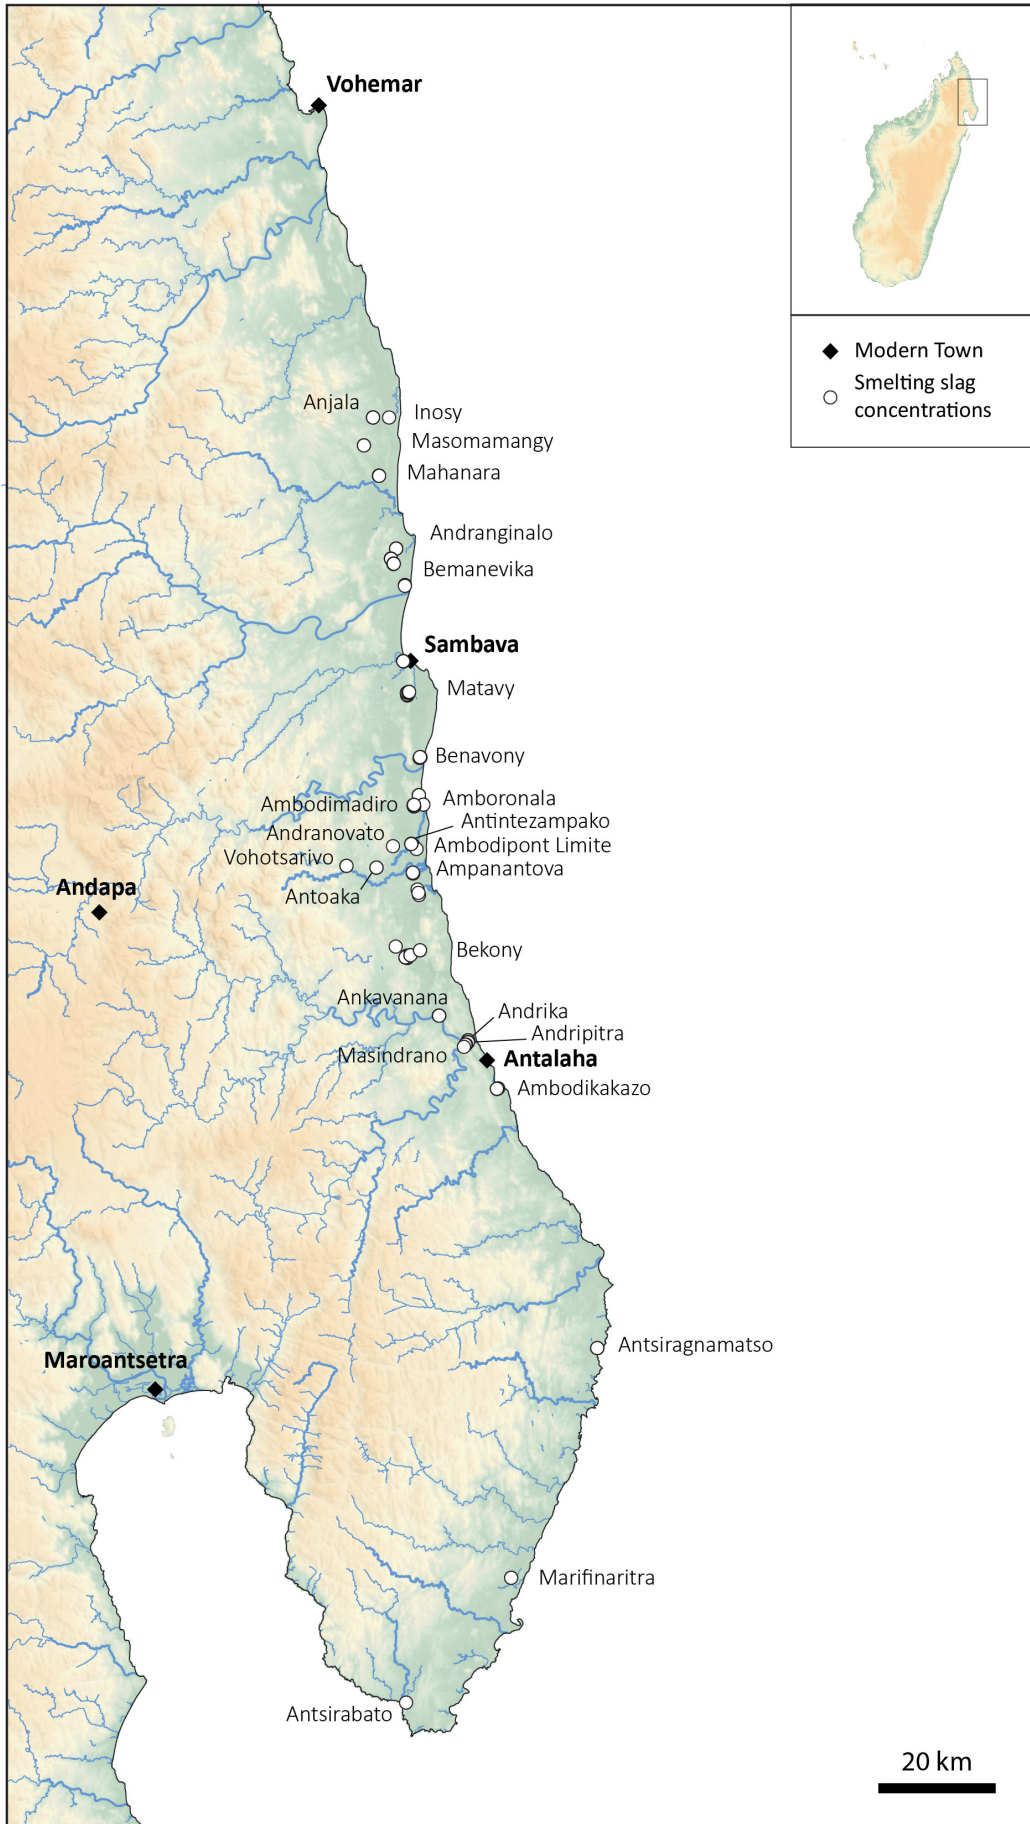 Vohemar
Modern Town
Smelting slag
concentrations
Anjala
Inosy
Masomamangy
Mahanara
Andranginalo
Bemanevika
Sambava
Matavy
Benavony
Ambodimadiro
Amboronala
Antintezampako
Andranovato
Ambodipont Limite
Vohotsarivo
Ampanantova
Andapa
Antoaka
Bekony
Ankavanana
Andrika
Andripitra
Masindrano
Antalaha
Ambodikakazo
Antsiragnamatso
Maroantsetra
Marifinaritra
Antsirabato
20 km